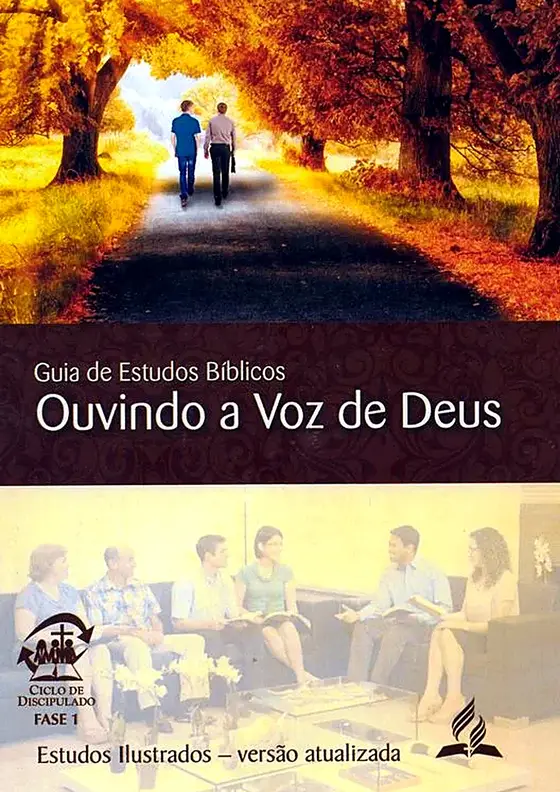 Guia de Estudos Bíblicos
Ouvindo a Voz de Deus
CICLO DE
DISCIPULADO
FASE 1
Estudos Ilustrados – versão atualizada